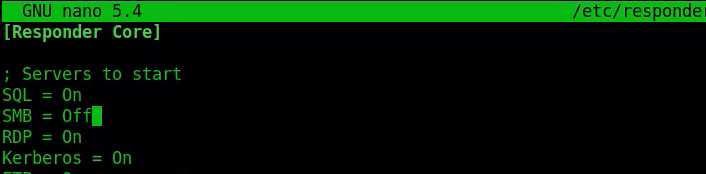 GNU nano 5.4 /etc/responder
[Responder Core]
; Servers to start
SQL = On
SMB = Off
RDP = On
Kerberos = On